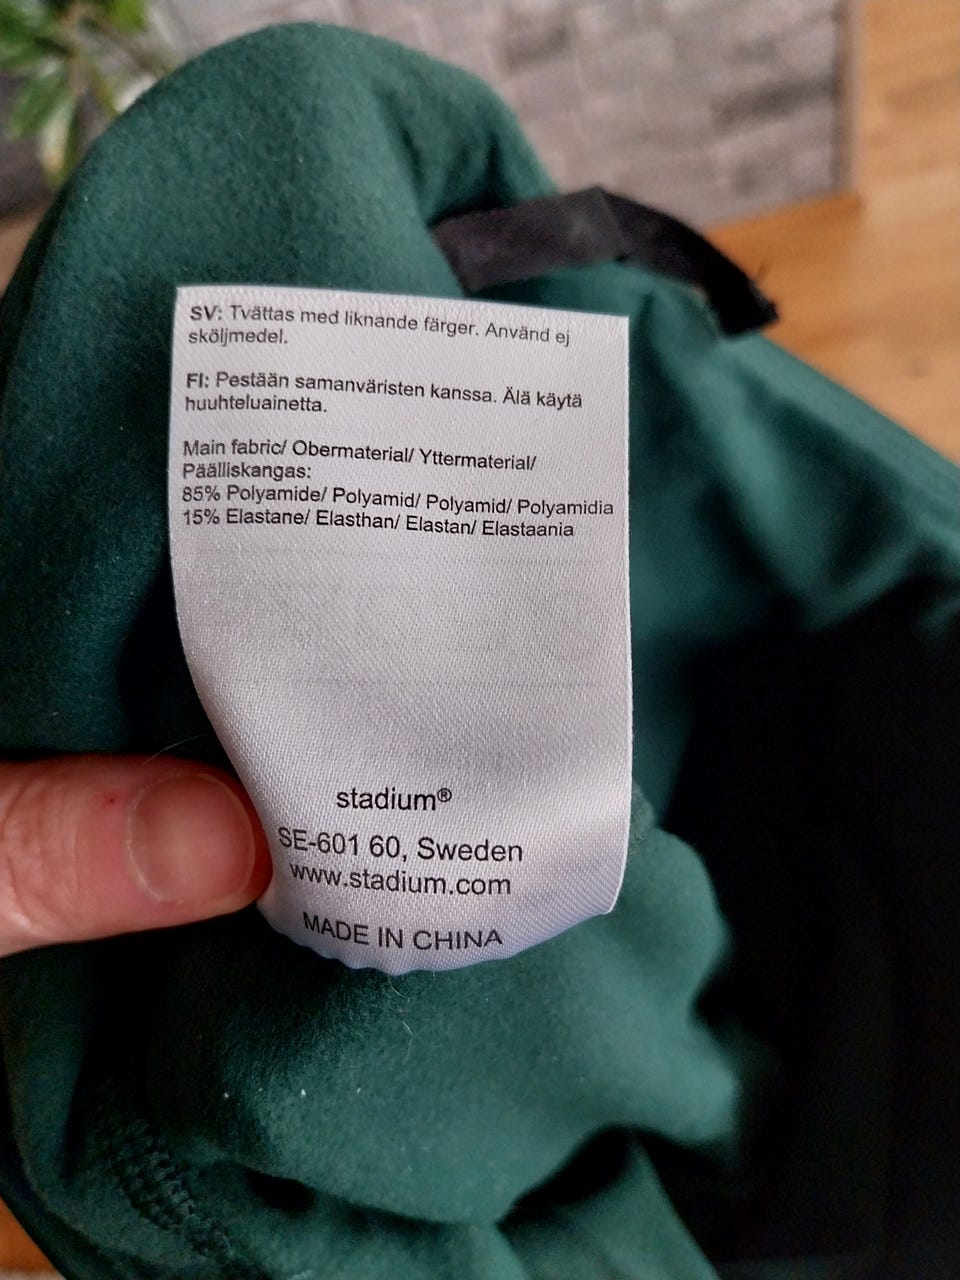 SV: Tvättas med liknande färger. Använd ej
sköljmedel.
FI: Pestään samanväristen kanssa. Älä käytä
huuhteluainetta.
Main fabric/ Obermaterial/ Yttermaterial/
Päälliskangas:
85% Polyamide/ Polyamid/ Polyamid/ Polyamidia
15% Elastane/ Elasthan/ Elastan/ Elastaania
stadium®
SE-601 60, Sweden
www.stadium.com
MADE IN CHINA